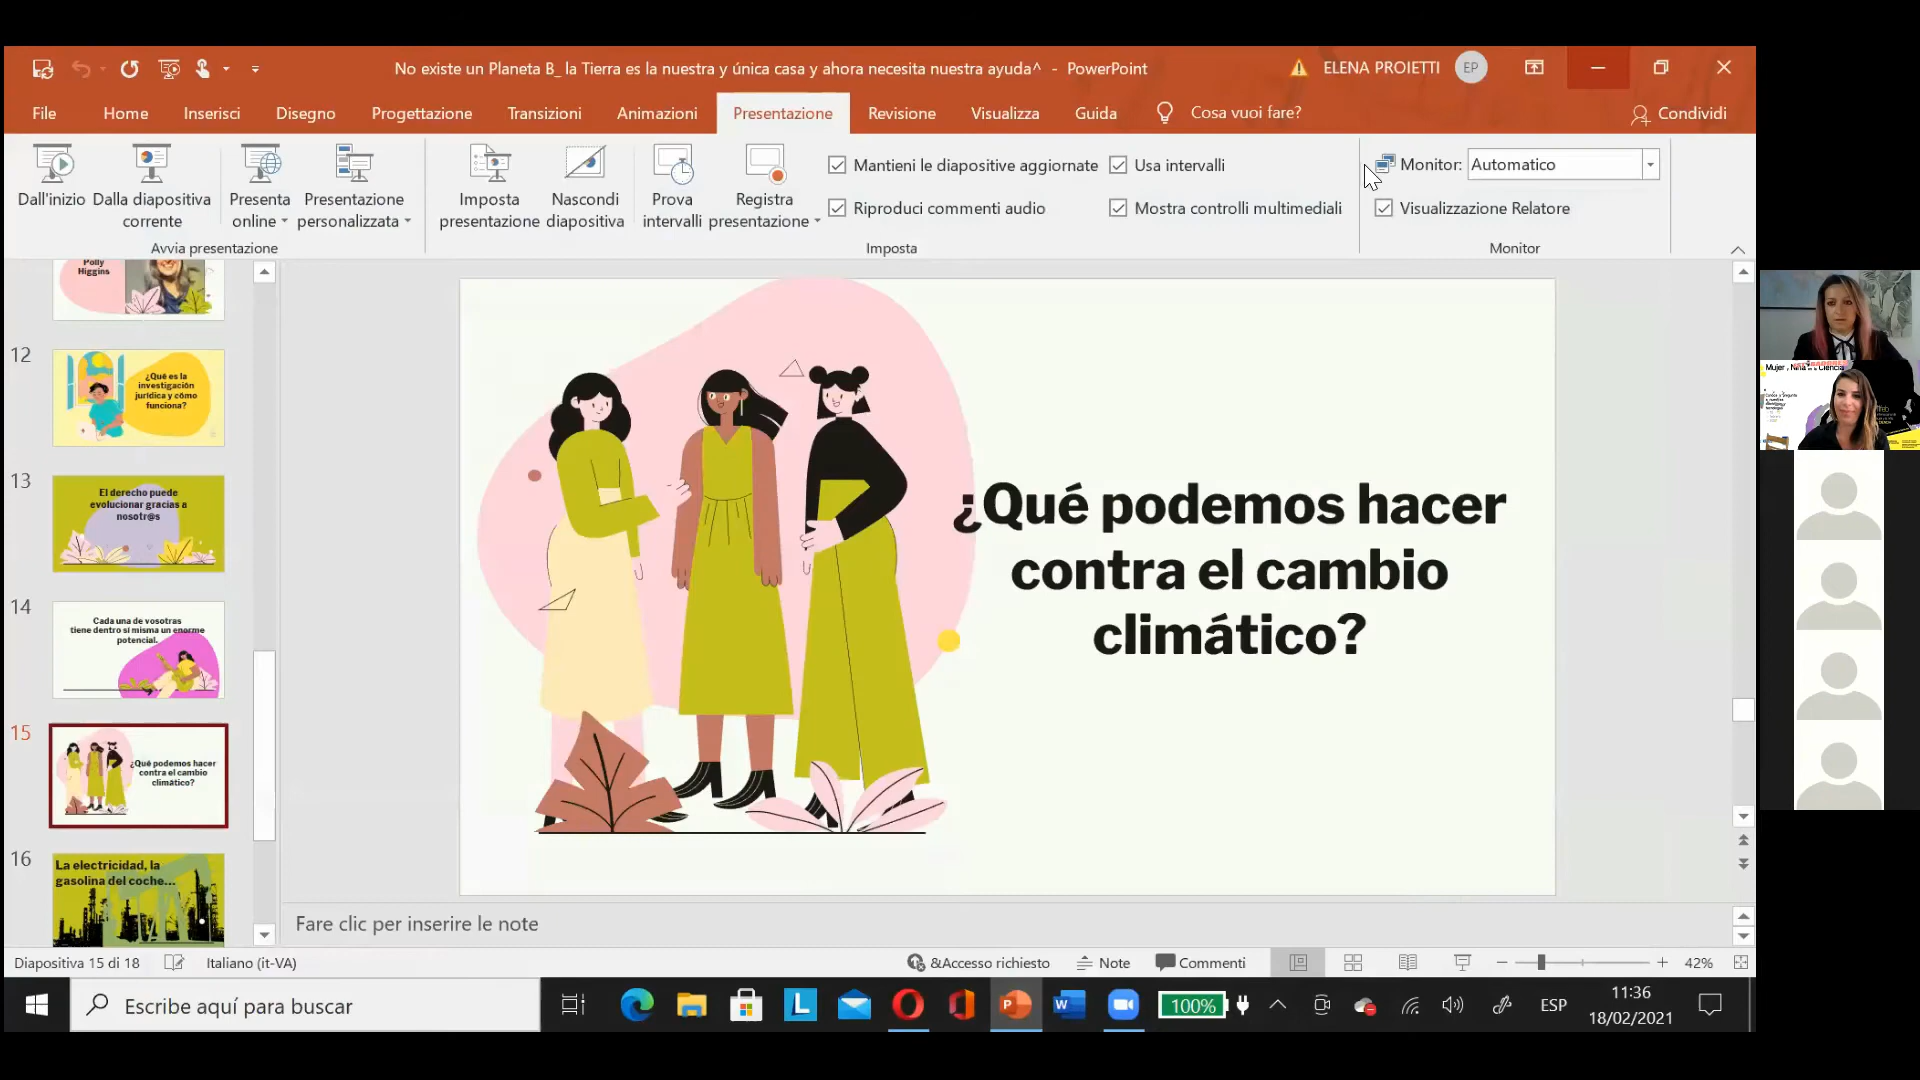 No existe un Planeta B_ la Tierra es la nuestra y única casa y ahora necesita nuestra ayuda^ - PowerPoint
ELENA PROIETTI
EP
File
Home
Inserisci
Disegno
Progettazione
Transizioni
Animazioni
Presentazione
Revisione
Visualizza
Guida
Cosa vuoi fare?
Condividi
Dall'inizio
Dalla diapositiva
corrente
Presenta
online
Presentazione
personalizzata
Avvia presentazione
Imposta
presentazione
Nascondi
diapositiva
Prova
intervalli
Registra
presentazione
Mantieni le diapositive aggiornate
Riproduci commenti audio
Usa intervalli
Mostra controlli multimediali
Imposta
Monitor:
Automatico
Visualizzazione Relatore
Monitor
Polly
Higgins
12
¿Qué es la
investigación
jurídica y cómo
funciona?
13
El derecho puede
evolucionar gracias a
nosotr@s
14
Cada una de vosotras
tiene dentro sí misma un enorme
potencial.
15
¿Qué podemos hacer
contra el cambio
climático?
16
La electricidad, la
gasolina del coche...
¿Qué podemos hacer
contra el cambio
climático?
Fare clic per inserire le note
Diapositiva 15 di 18
Italiano (it-VA)
&Accesso richiesto
Note
Commenti
42%
Escribe aquí para buscar
100%
ESP
11:36
18/02/2021